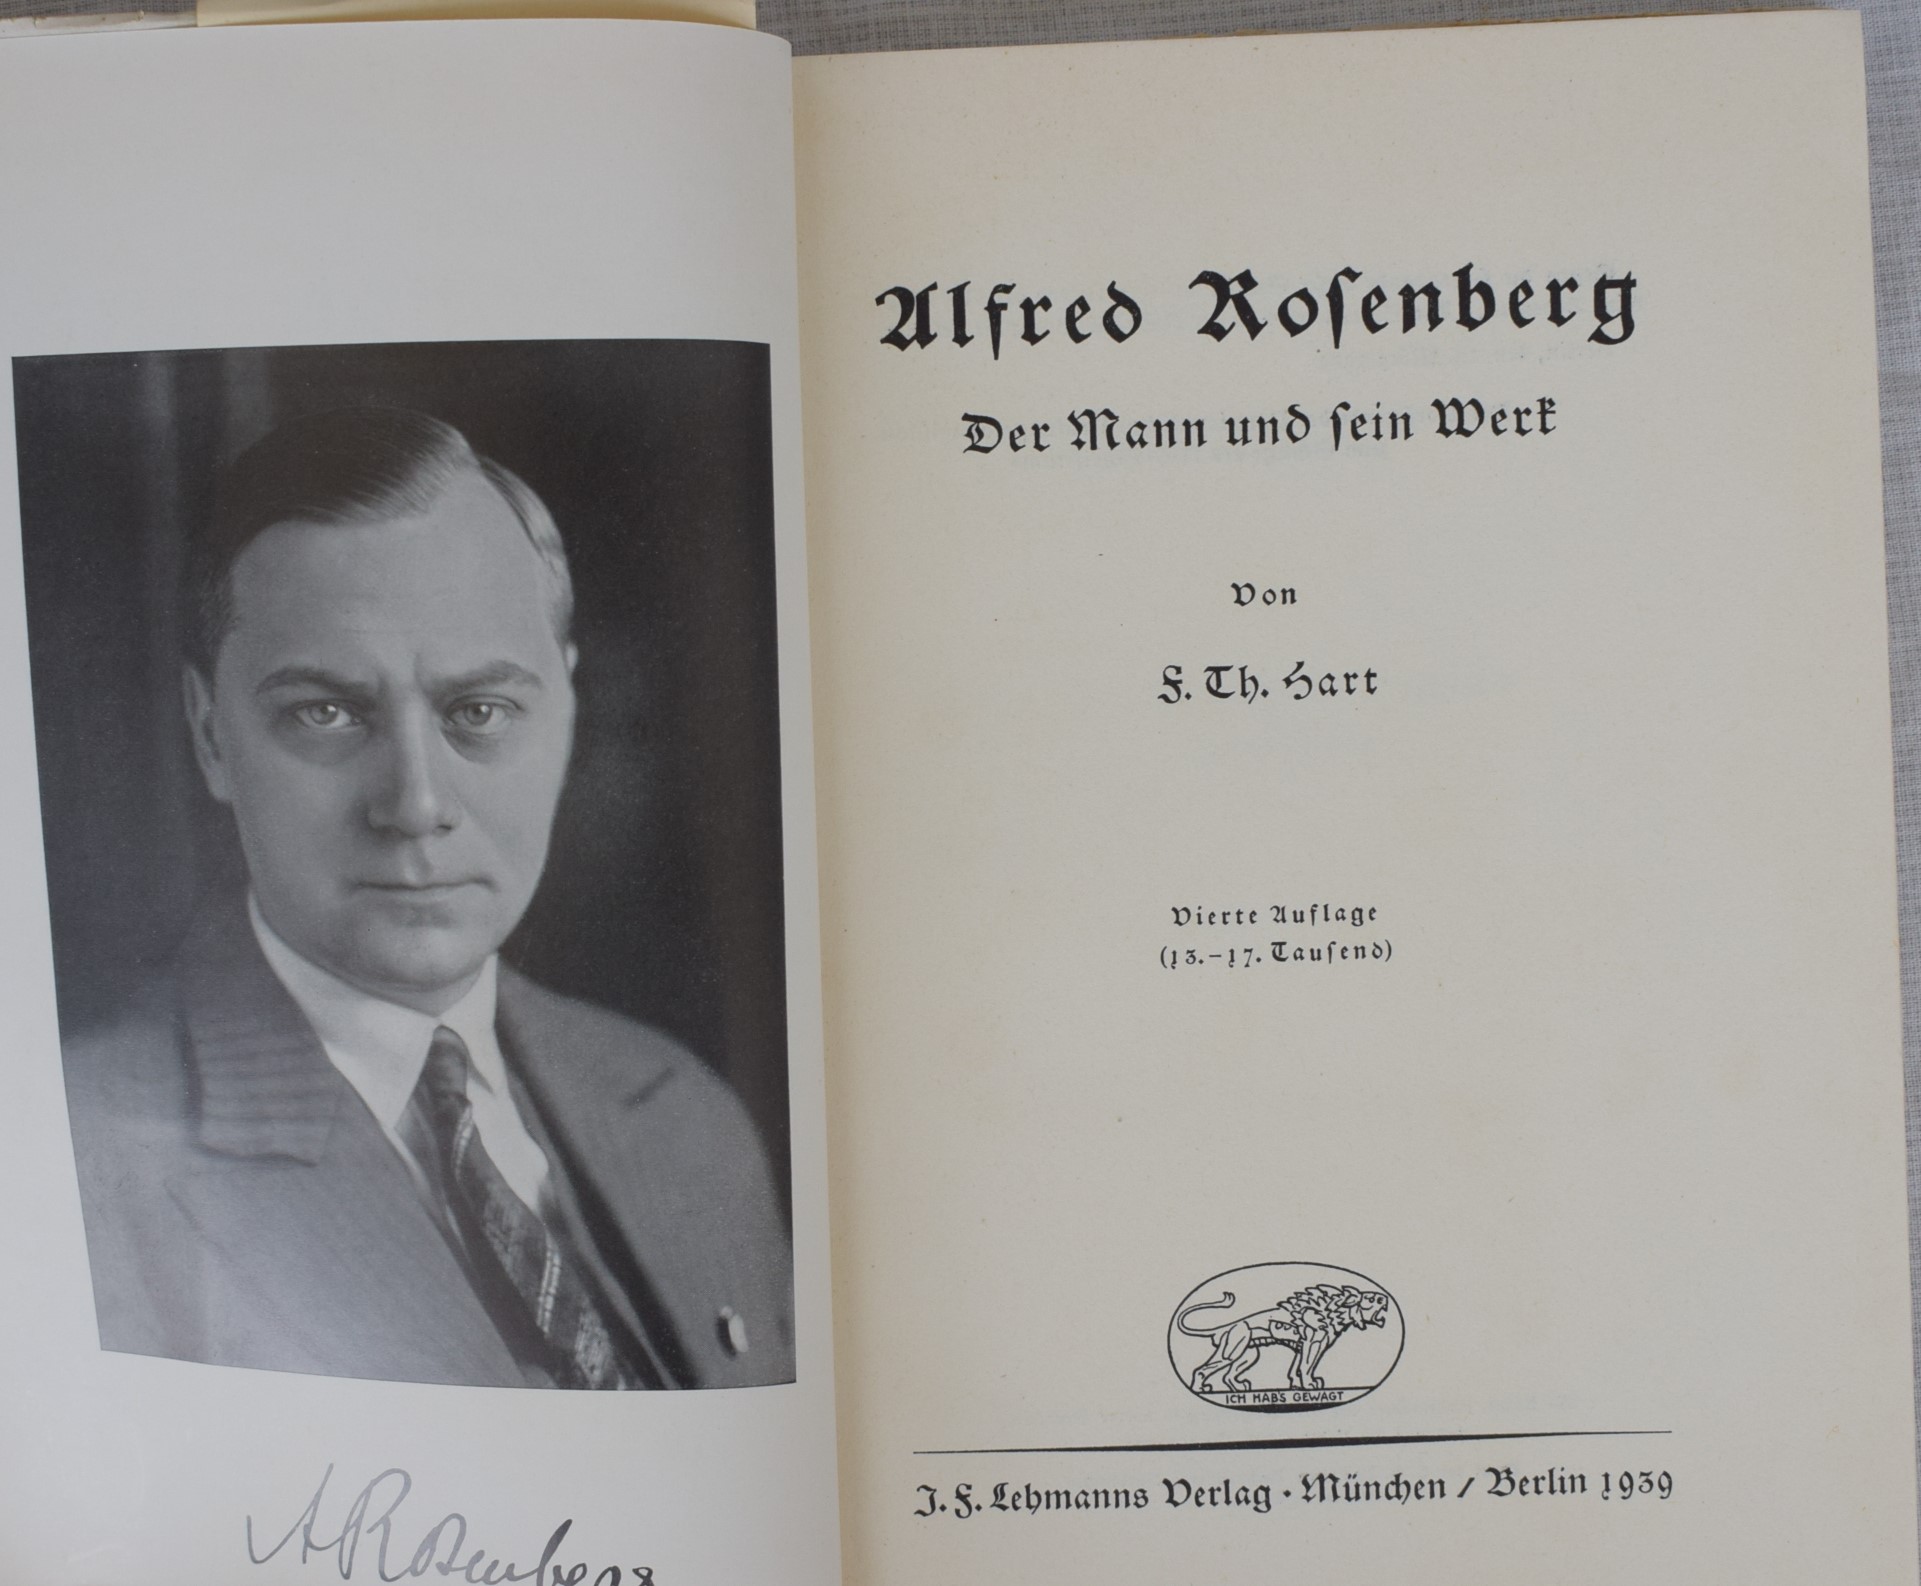 A Rosenberg
Alfred Roſenberg
Der Mann und ſein Werk
Von
F. Th. Hart
Vierte Auflage
(13.–17. Tauſend)
ICH HAB'S GEWAGT
J. F. Lehmanns Verlag · München / Berlin 1939